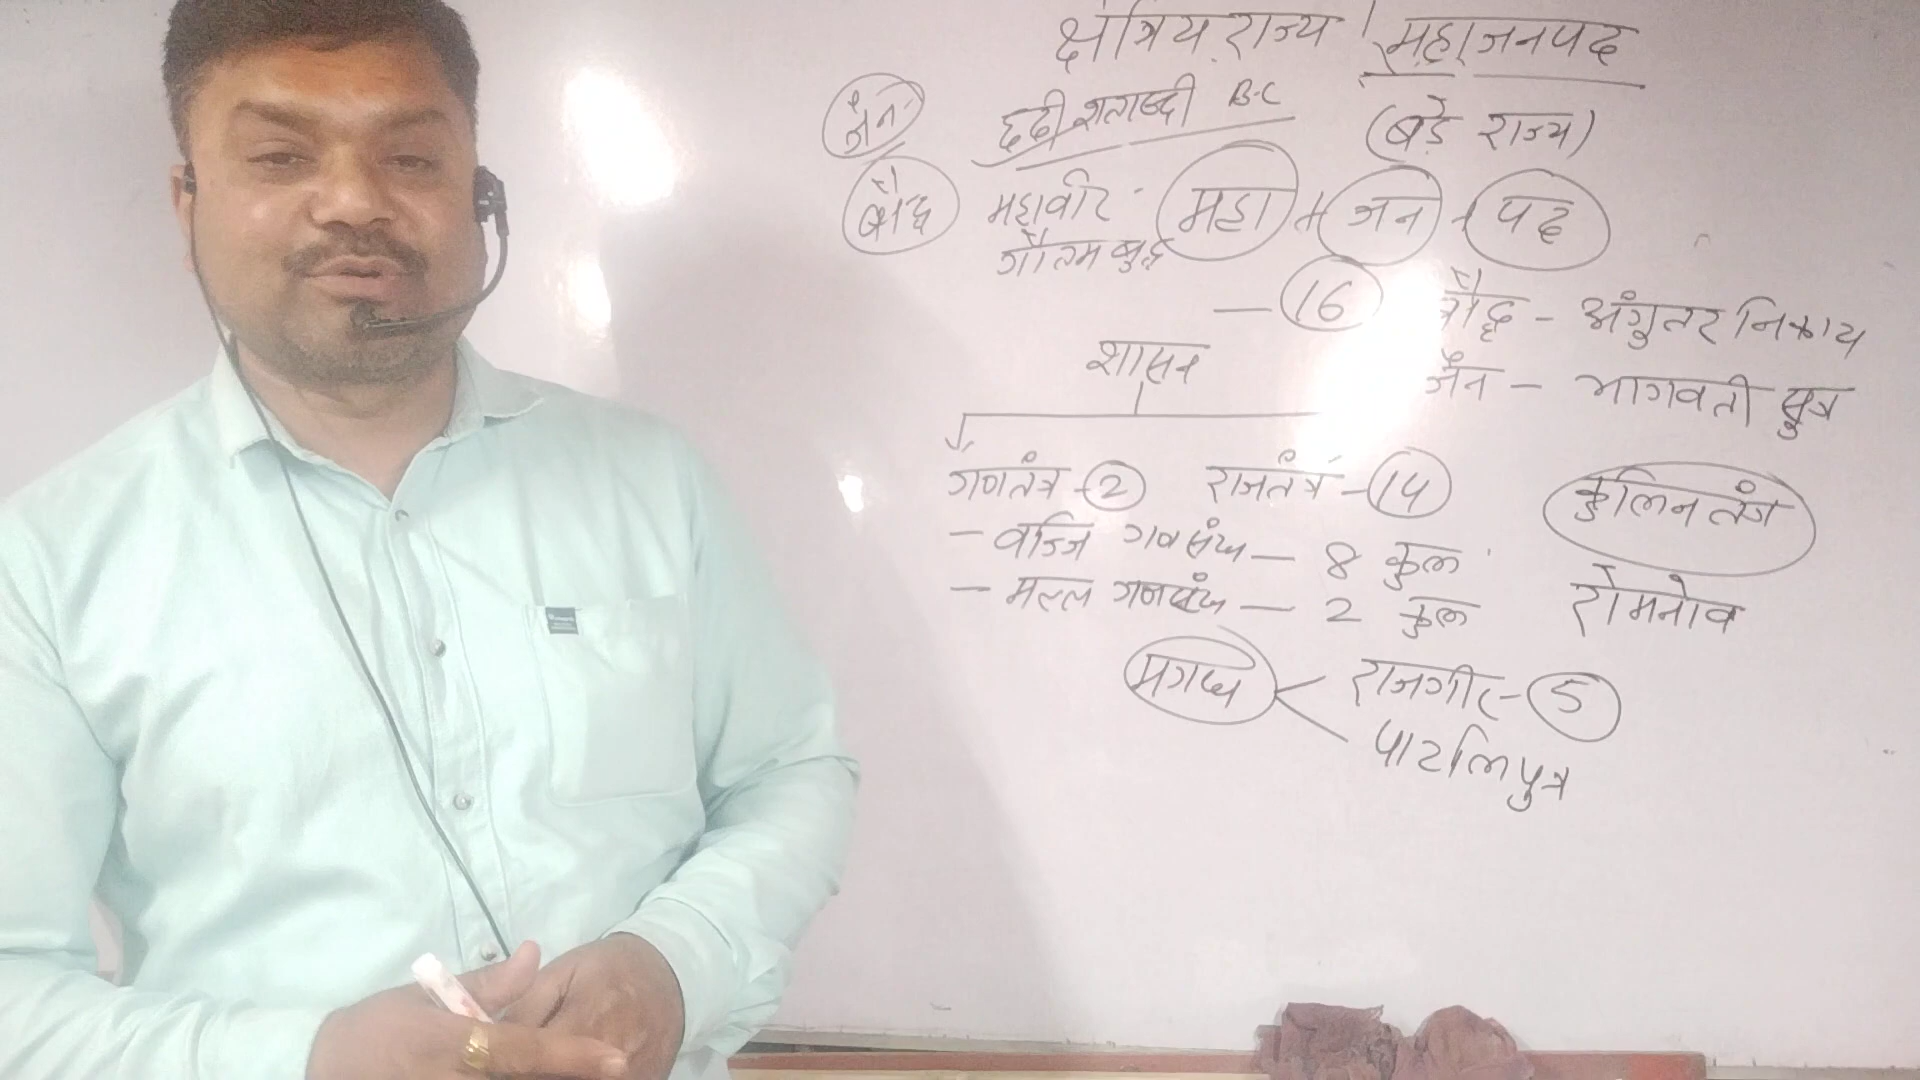 क्षत्रिय राज्य / महाजनपद
जैन छठी शताब्दी B.C (बड़े राज्य)
बौद्ध महावीर महा + जन + पद
गौतम बुद्ध
— 16 बौद्ध - अंगुतर निकाय
जैन - भागवती सुत्र
शासन
गणतंत्र - 2 राजतंत्र - 14 कुलिन तंत्र
- वज्जि गणसंघ — 8 कुल
- मल्ल गणसंघ — 2 कुल रोमनोव
मगध < राजगीर - 5
पाटलिपुत्र